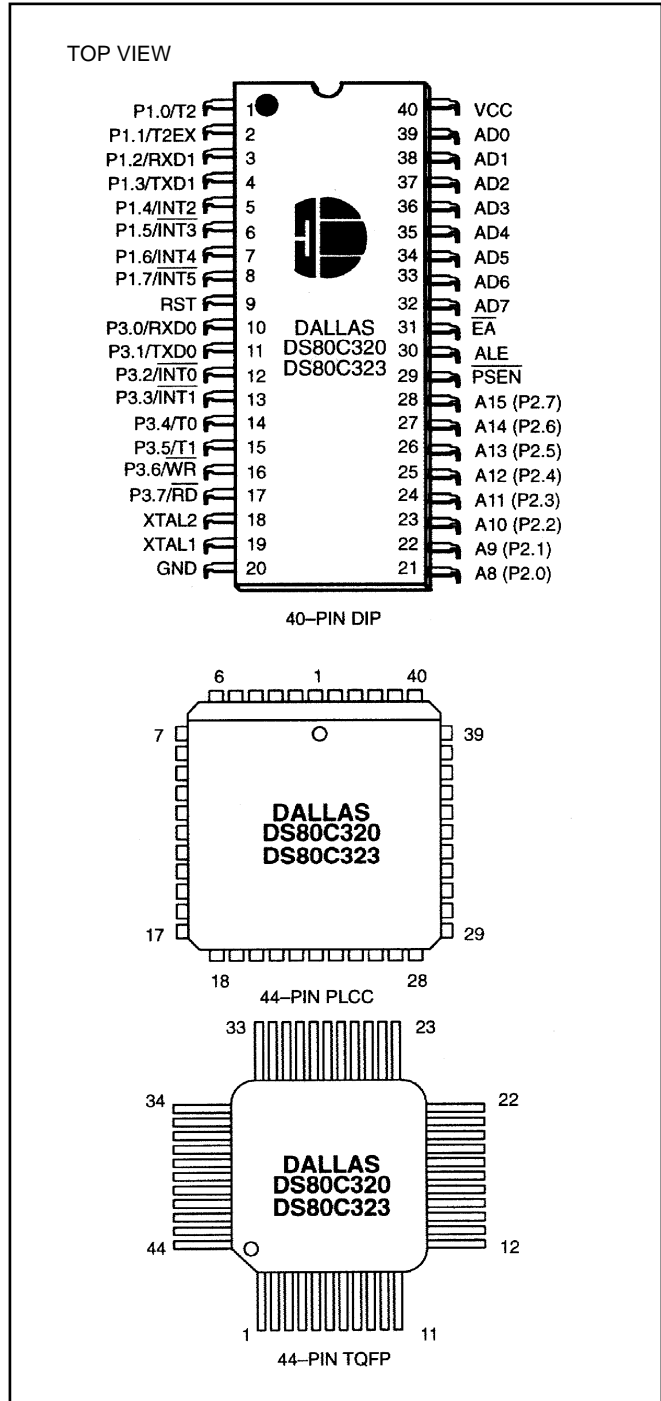 TOP VIEW
P1.0/T2 1 40 VCC
P1.1/T2EX 2 39 AD0
P1.2/RXD1 3 38 AD1
P1.3/TXD1 4 37 AD2
P1.4/INT2 5 36 AD3
P1.5/INT3 6 35 AD4
P1.6/INT4 7 34 AD5
P1.7/INT5 8 33 AD6
RST 9 32 AD7
P3.0/RXD0 10 31 EA
P3.1/TXD0 11 30 ALE
P3.2/INT0 12 29 PSEN
P3.3/INT1 13 28 A15 (P2.7)
P3.4/T0 14 27 A14 (P2.6)
P3.5/T1 15 26 A13 (P2.5)
P3.6/WR 16 25 A12 (P2.4)
P3.7/RD 17 24 A11 (P2.3)
XTAL2 18 23 A10 (P2.2)
XTAL1 19 22 A9 (P2.1)
GND 20 21 A8 (P2.0)
DALLAS
DS80C320
DS80C323
40–PIN DIP
6 1 40
7 39
DALLAS
DS80C320
DS80C323
17 29
18 28
44–PIN PLCC
33 23
34 22
DALLAS
DS80C320
DS80C323
44 12
1 11
44–PIN TQFP